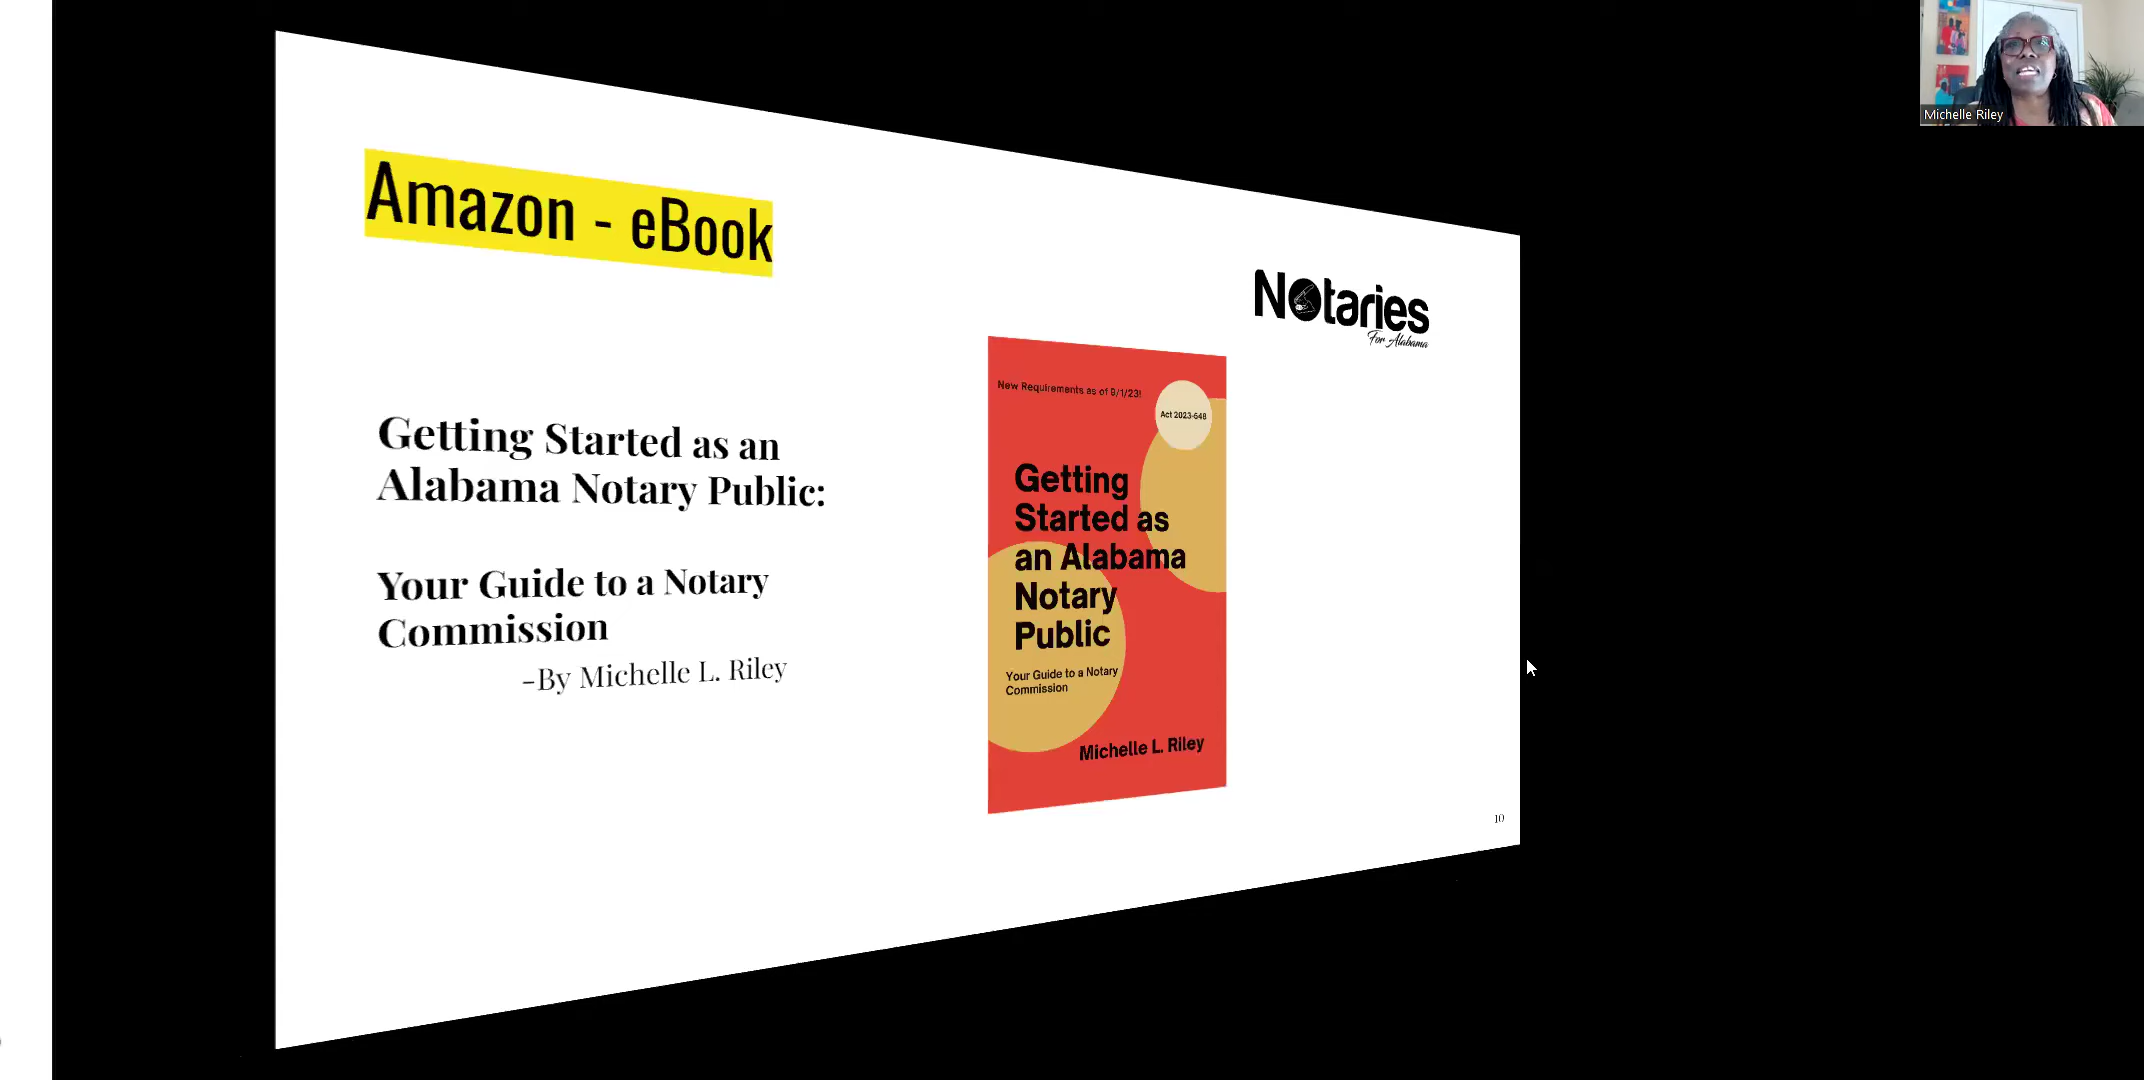 Michelle Riley
Amazon - eBook
Notaries
For Alabama
Getting Started as an
Alabama Notary Public:
Your Guide to a Notary
Commission
-By Michelle L. Riley
New Requirements as of 9/1/23!
Act 2023-548
Getting
Started as
an Alabama
Notary
Public
Your Guide to a Notary
Commission
Michelle L. Riley
10